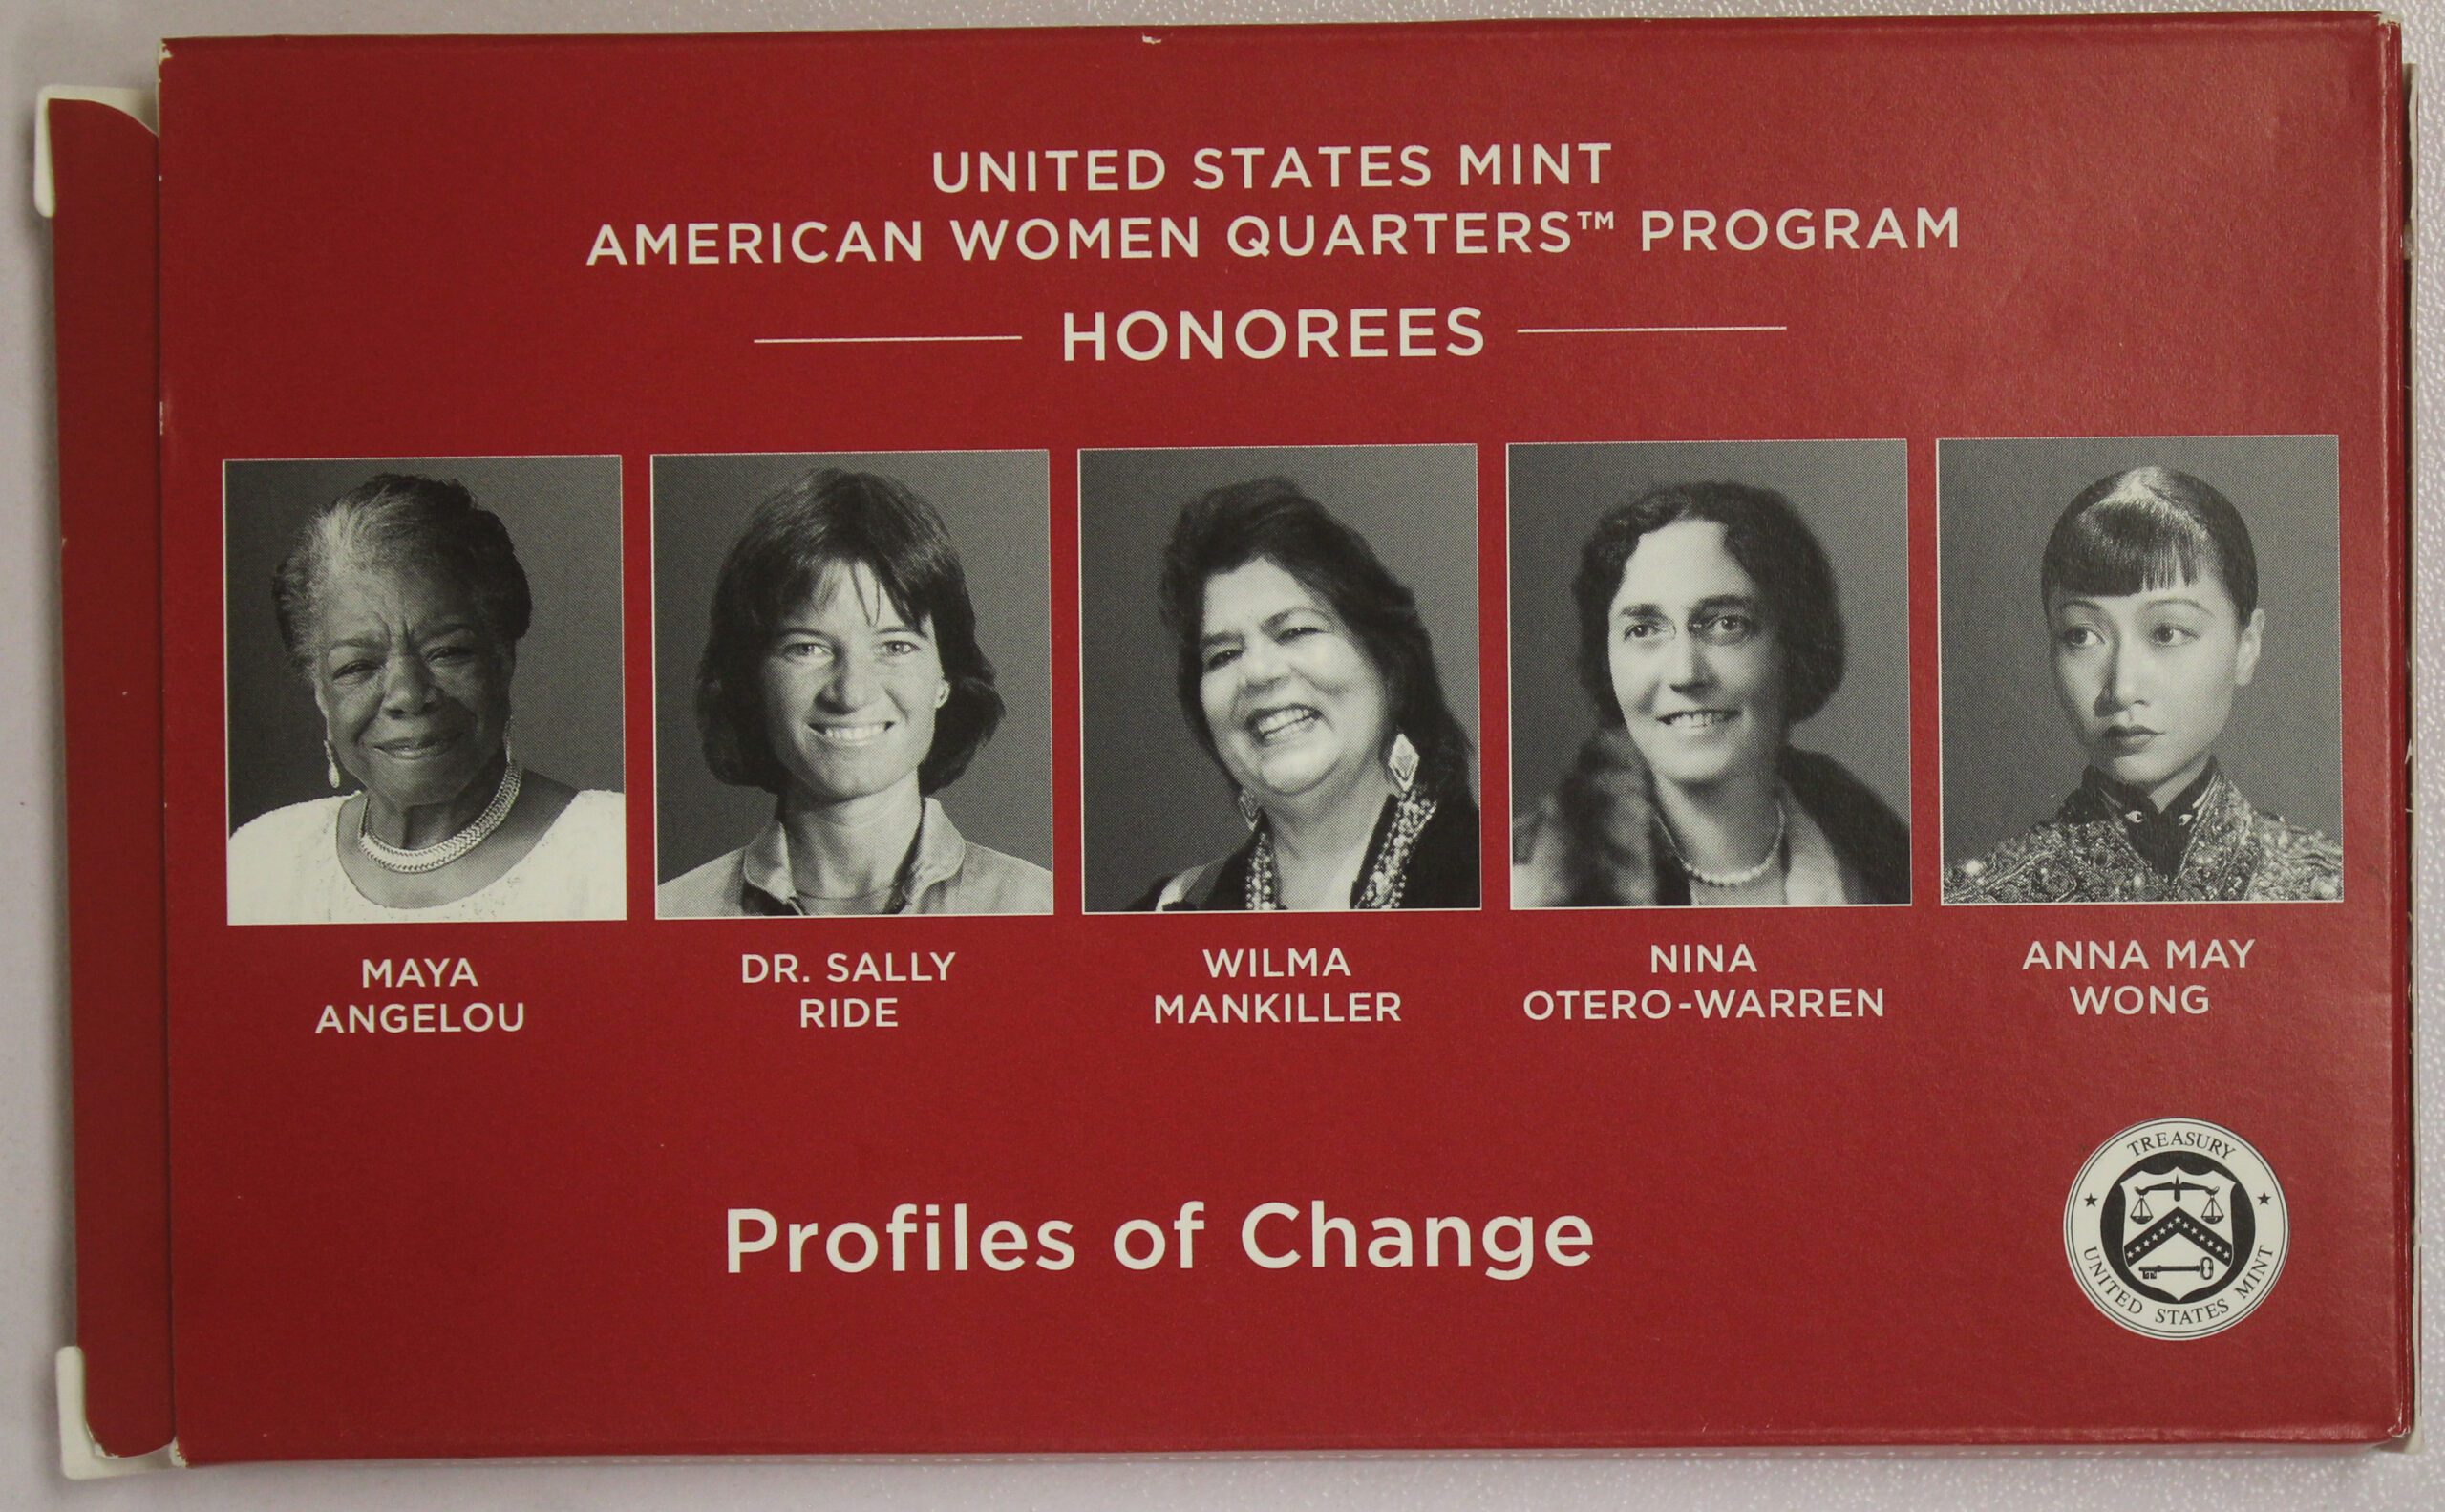 UNITED STATES MINT
AMERICAN WOMEN QUARTERS™ PROGRAM
HONOREES
MAYA
ANGELOU
DR. SALLY
RIDE
WILMA
MANKILLER
NINA
OTERO-WARREN
ANNA MAY
WONG
Profiles of Change
TREASURY
UNITED STATES MINT